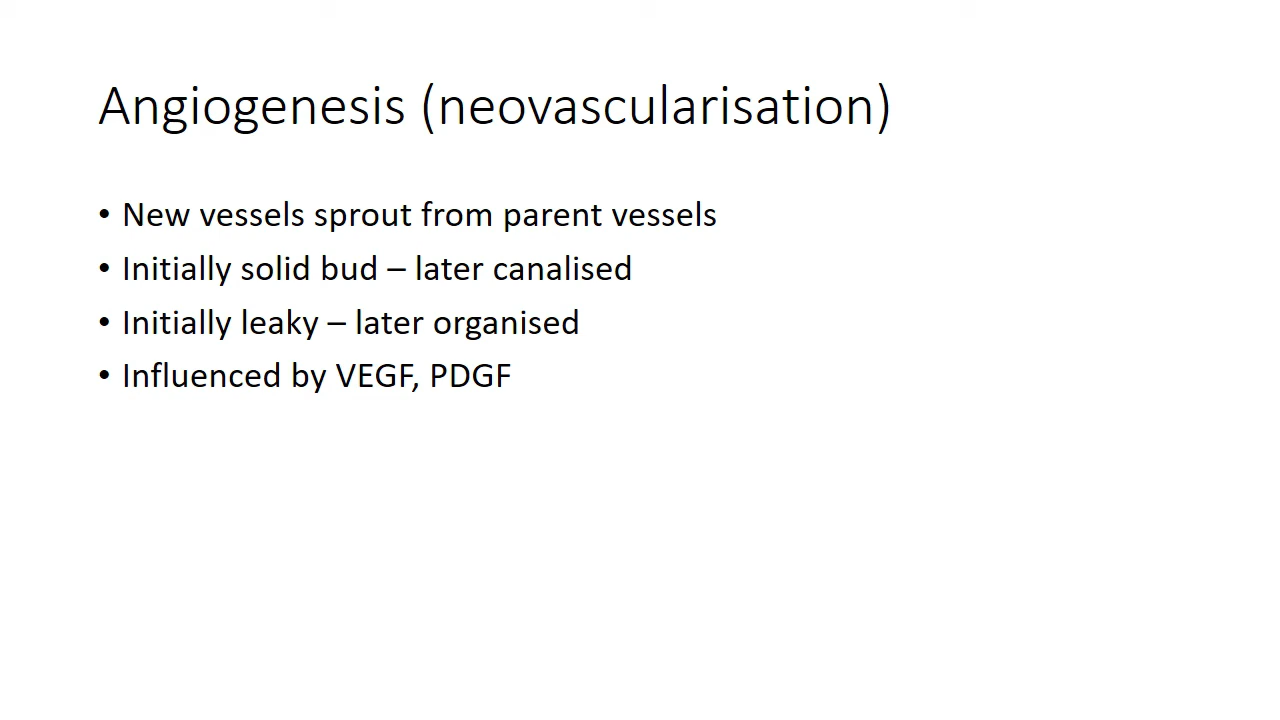 Angiogenesis (neovascularisation)
• New vessels sprout from parent vessels
• Initially solid bud – later canalised
• Initially leaky – later organised
• Influenced by VEGF, PDGF